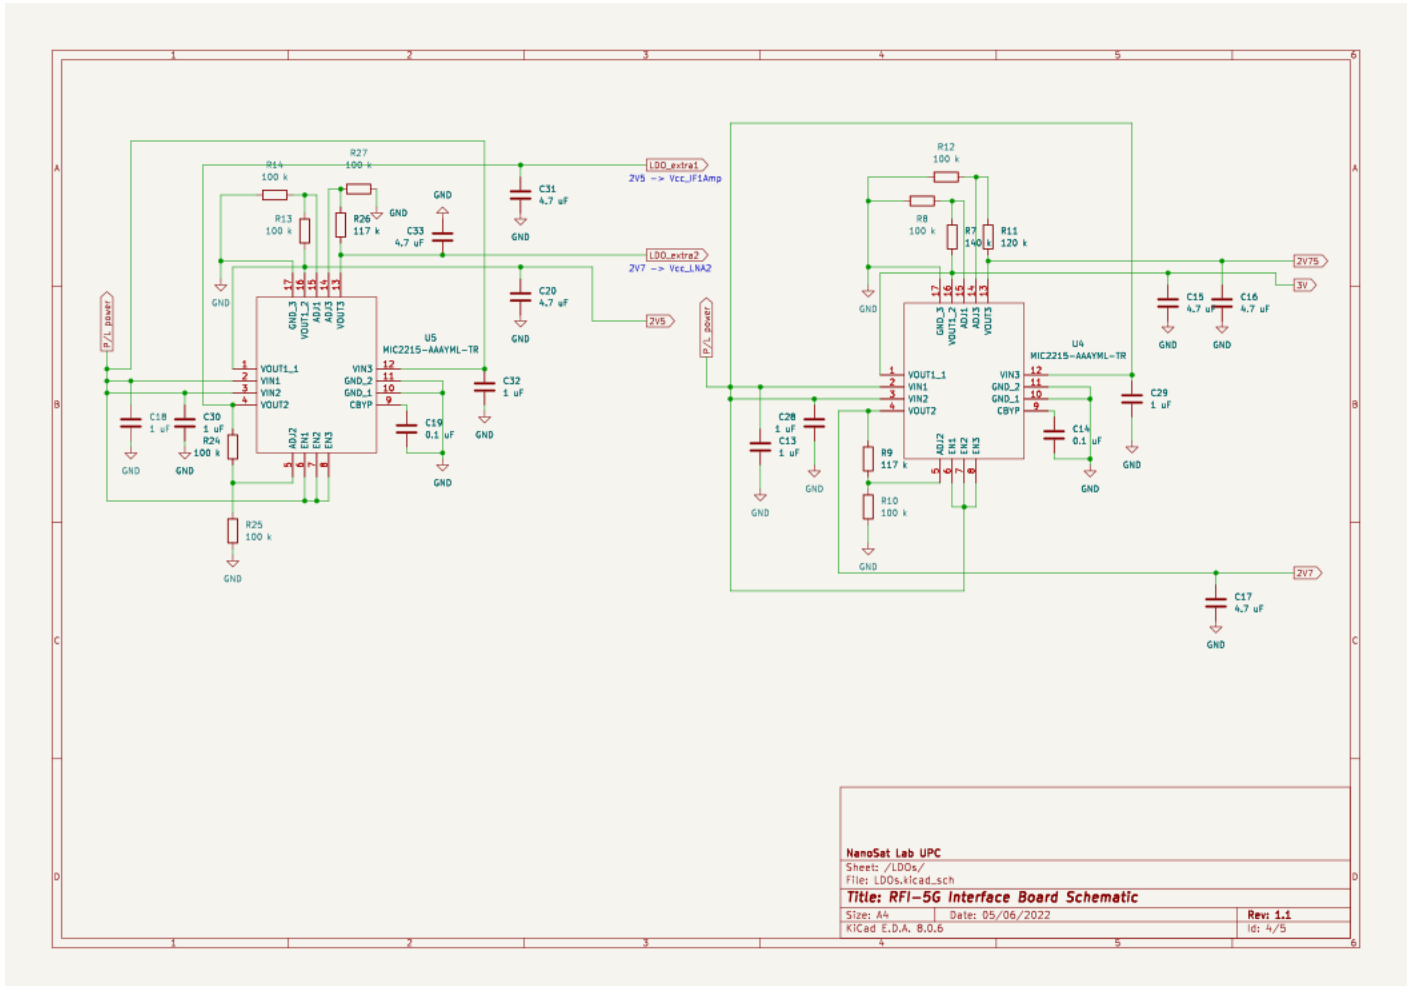 1 2 3 4 5 6
A
B
C
D
A
B
C
D
R14
100 k
R27
100 k
R13
100 k
R26
117 k
GND
GND
GND
C33
4.7 uF
C31
4.7 uF
GND
LDO_extra1
2V5 -> Vcc_IF1Amp
LDO_extra2
2V7 -> Vcc_LNA2
C20
4.7 uF
GND
2V5
P/L power
17 16 15 14 13
GND_3
VOUT1_2
ADJ1
ADJ3
VOUT3
U5
MIC2215-AAAYML-TR
1 VOUT1_1
2 VIN1
3 VIN2
4 VOUT2
VIN3 12
GND_2 11
GND_1 10
CBYP 9
ADJ2
EN1
EN2
EN3
5 6 7 8
C18
1 uF
GND
C30
1 uF
GND
R24
100 k
R25
100 k
GND
C32
1 uF
GND
C19
0.1 uF
GND
R12
100 k
R8
100 k
R7
140 k
R11
120 k
GND
P/L power
17 16 15 14 13
GND_3
VOUT1_2
ADJ1
ADJ3
VOUT3
U4
MIC2215-AAAYML-TR
1 VOUT1_1
2 VIN1
3 VIN2
4 VOUT2
VIN3 12
GND_2 11
GND_1 10
CBYP 9
ADJ2
EN1
EN2
EN3
5 6 7 8
2V75
3V
C15
4.7 uF
GND
C16
4.7 uF
GND
C29
1 uF
GND
C14
0.1 uF
GND
C28
1 uF
GND
C13
1 uF
GND
R9
117 k
R10
100 k
GND
2V7
C17
4.7 uF
GND
NanoSat Lab UPC
Sheet: /LDOs/
File: LDOs.kicad_sch
Title: RFI-5G Interface Board Schematic
Size: A4 Date: 05/06/2022 Rev: 1.1
KiCad E.D.A. 8.0.6 Id: 4/5
1 2 3 4 5 6